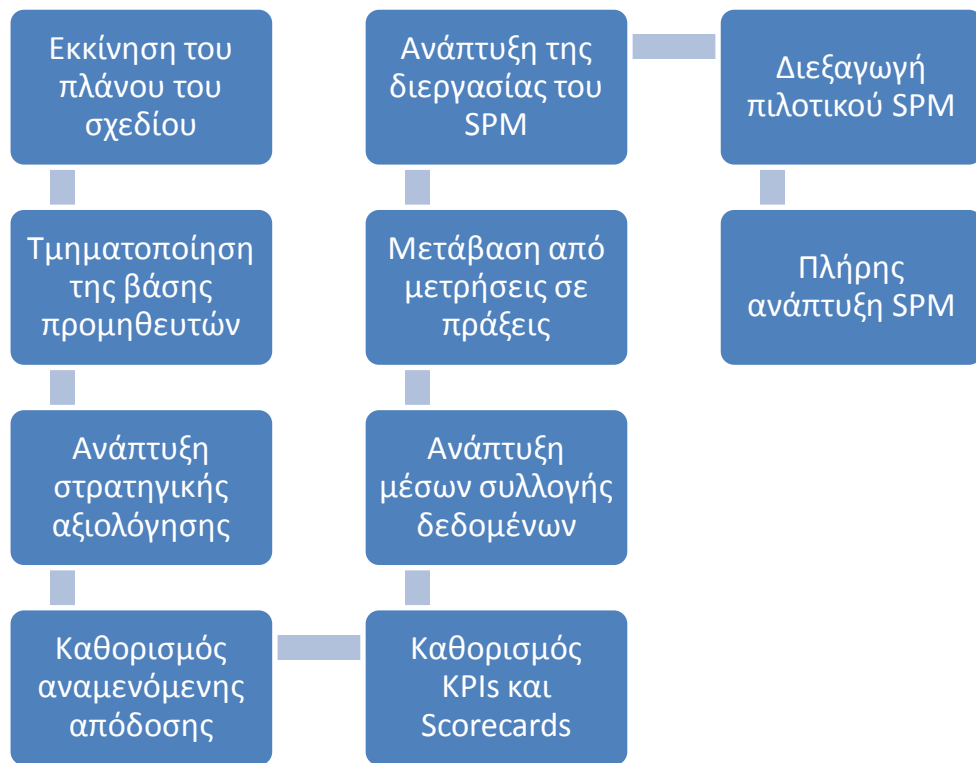 Εκκίνηση του
πλάνου του
σχεδίου
Τμηματοποίηση
της βάσης
προμηθευτών
Ανάπτυξη
στρατηγικής
αξιολόγησης
Καθορισμός
αναμενόμενης
απόδοσης
Καθορισμός
KPIs και
Scorecards
Ανάπτυξη
μέσων συλλογής
δεδομένων
Μετάβαση από
μετρήσεις σε
πράξεις
Ανάπτυξη της
διεργασίας του
SPM
Διεξαγωγή
πιλοτικού SPM
Πλήρης
ανάπτυξη SPM